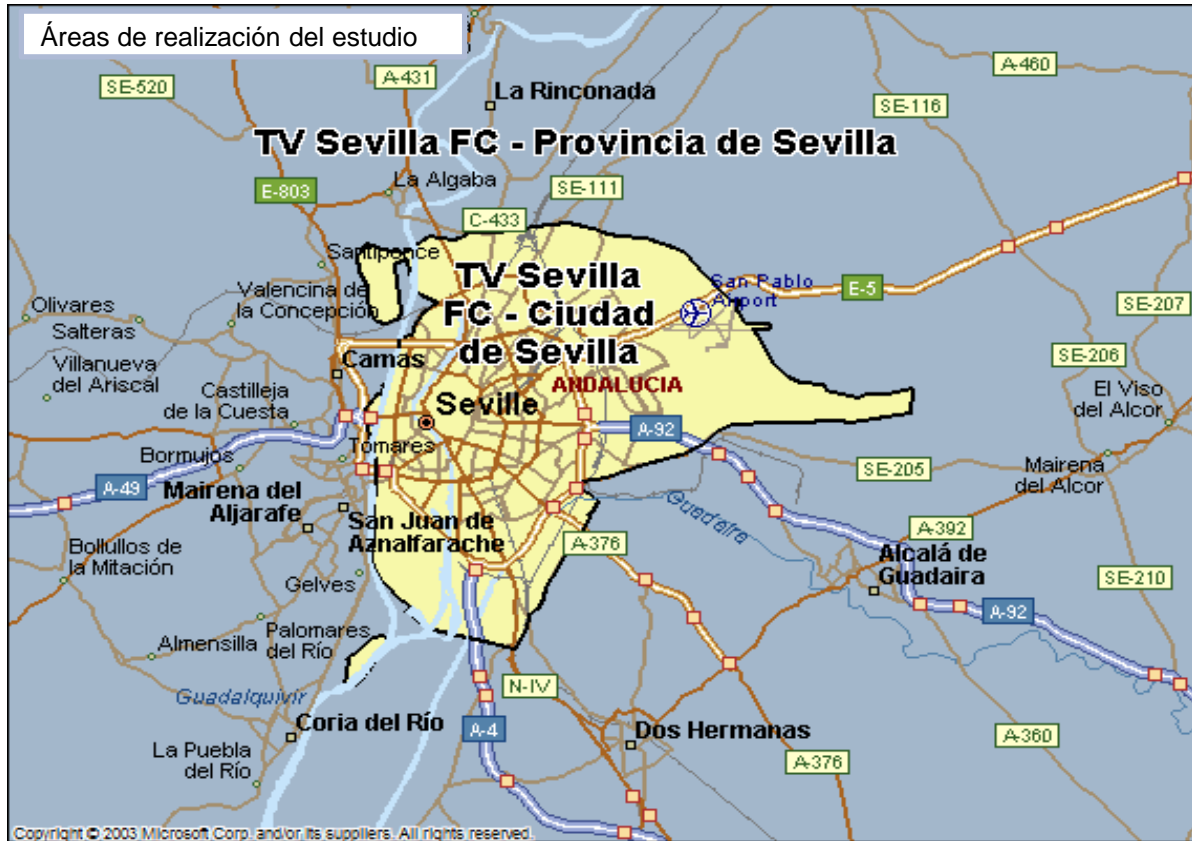 Áreas de realización del estudio
A-431
A-460
SE-520
La Rinconada
SE-116
TV Sevilla FC - Provincia de Sevilla
La Algaba
E-803
SE-111
C-433
Santiponce
TV Sevilla
FC - Ciudad
de Sevilla
San Pablo
Airport
E-5
Valencina de
la Concepción
Olivares
SE-207
Salteras
Villanueva
del Ariscal
Camas
SE-206
ANDALUCIA
Castilleja
de la Cuesta
Seville
El Viso
del Alcor
A-92
Tomares
Bormujos
SE-205
Mairena
del Alcor
A-49
Mairena del
Aljarafe
San Juan de
Aznalfarache
Guadaira
A-392
A-376
Bollullos de
la Mitación
Alcalá de
Guadaira
Gelves
SE-210
A-92
Almensilla
Palomares
del Río
Guadalquivir
N-IV
Coria del Río
A-4
Dos Hermanas
A-360
La Puebla
del Río
A-376
Copyright © 2003 Microsoft Corp. and/or its suppliers. All rights reserved.